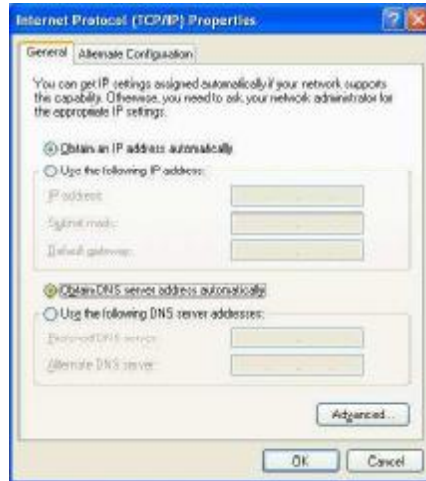 Internet Protocol (TCP/IP) Properties
General
Alternate Configuration
You can get IP settings assigned automatically if your network supports
this capability. Otherwise, you need to ask your network administrator for
the appropriate IP settings.
Obtain an IP address automatically
Use the following IP address:
IP address:
Subnet mask:
Default gateway:
Obtain DNS server address automatically
Use the following DNS server addresses:
Preferred DNS server:
Alternate DNS server:
Advanced...
OK
Cancel